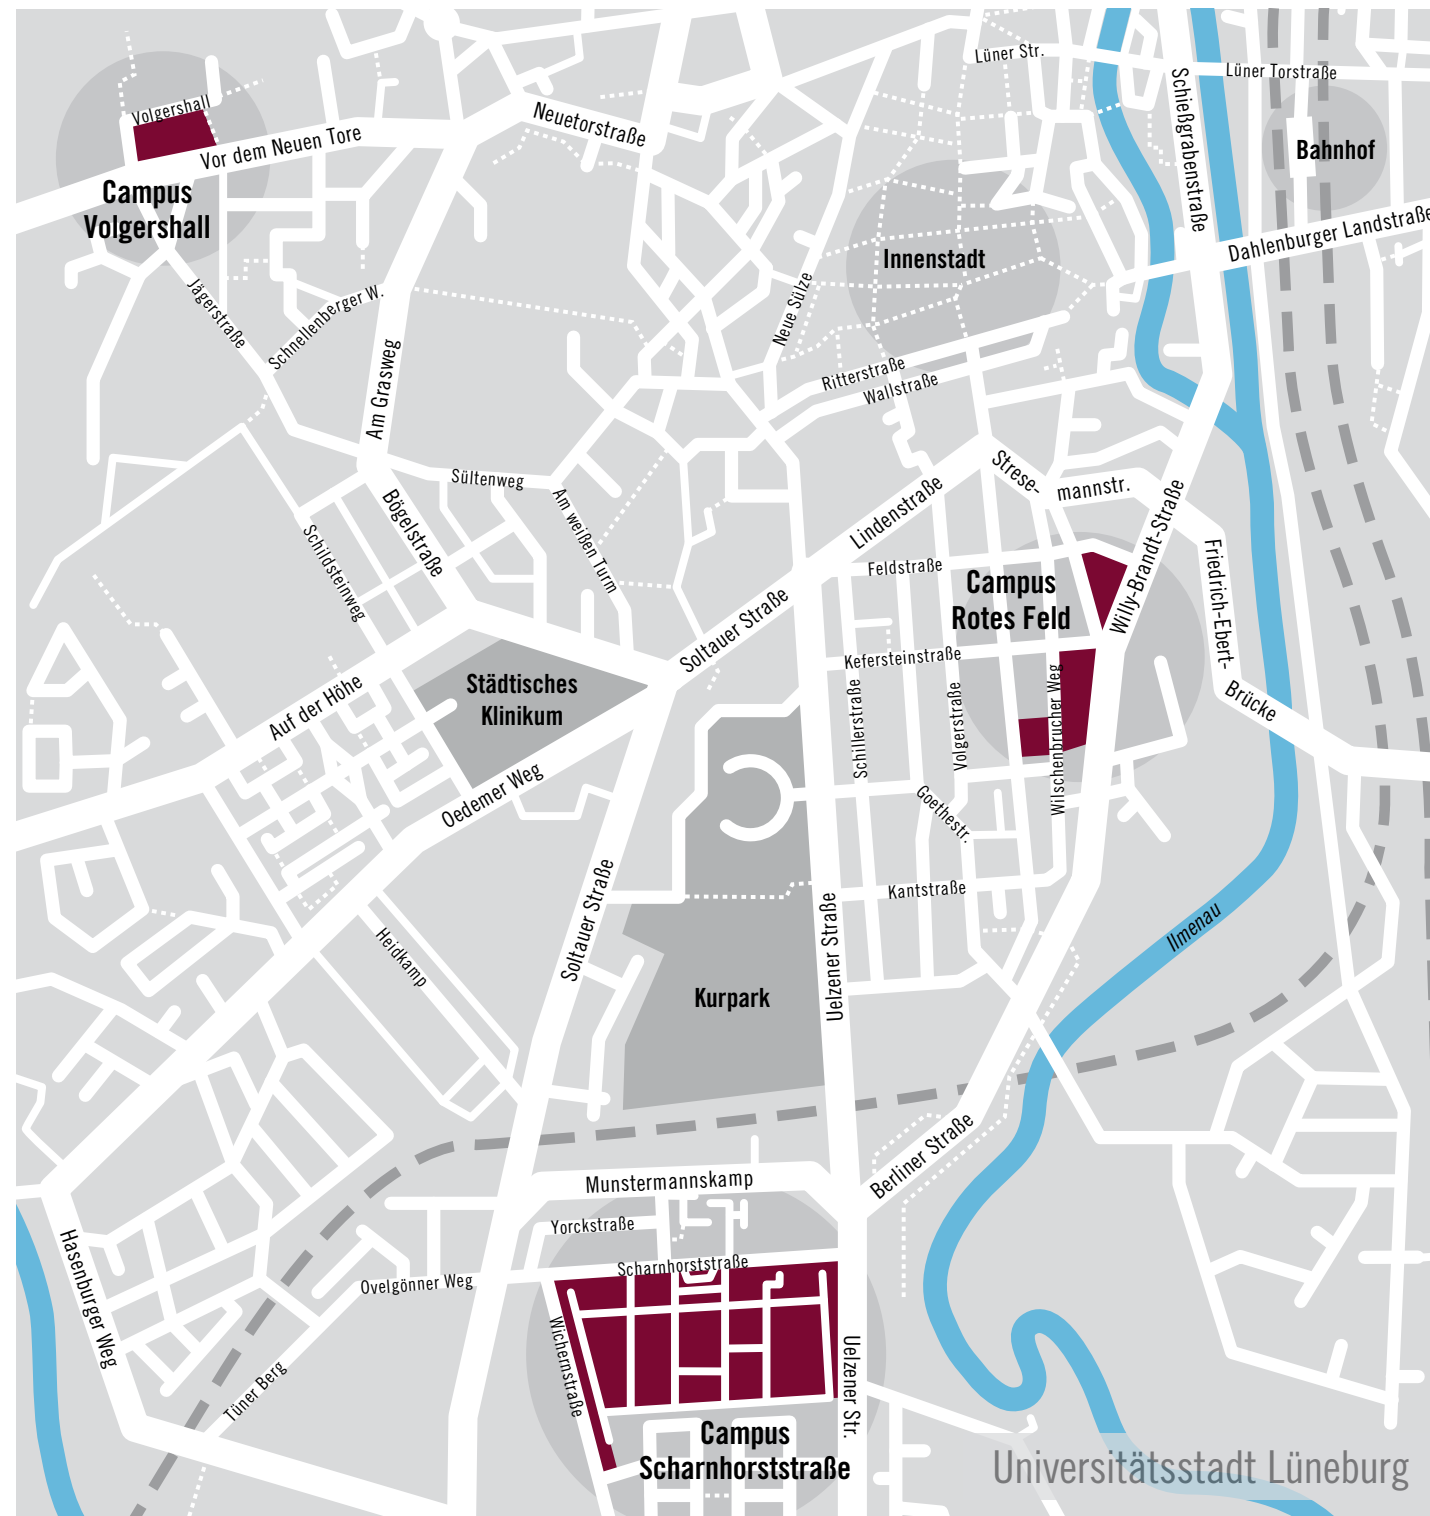 Lüner Str.
Lüner Torstraße
Schießgrabenstraße
Bahnhof
Dahlenburger Landstraße
Volgershall
Vor dem Neuen Tore
Neuetorstraße
Campus
Volgershall
Innenstadt
Jägerstraße
Schnellenberger W.
Neue Sülze
Am Grasweg
Ritterstraße
Wallstraße
Sültenweg
Bögelstraße
Am weißen Turm
Schildsteinweg
Lindenstraße
Strese-
mannstr.
Willy-Brandt-Straße
Friedrich-Ebert-
Brücke
Feldstraße
Campus
Rotes Feld
Soltauer Straße
Kefersteinstraße
Städtisches
Klinikum
Auf der Höhe
Oedemer Weg
Schillerstraße
Volgerstraße
Wilschenbrucher Weg
Goethestr.
Kantstraße
Soltauer Straße
Uelzener Straße
Heidkamp
Ilmenau
Kurpark
Berliner Straße
Munstermannskamp
Yorckstraße
Scharnhorststraße
Ovelgönner Weg
Hasenburger Weg
Wichernstraße
Uelzener Str.
Tüner Berg
Campus
Scharnhorststraße
Universitätsstadt Lüneburg